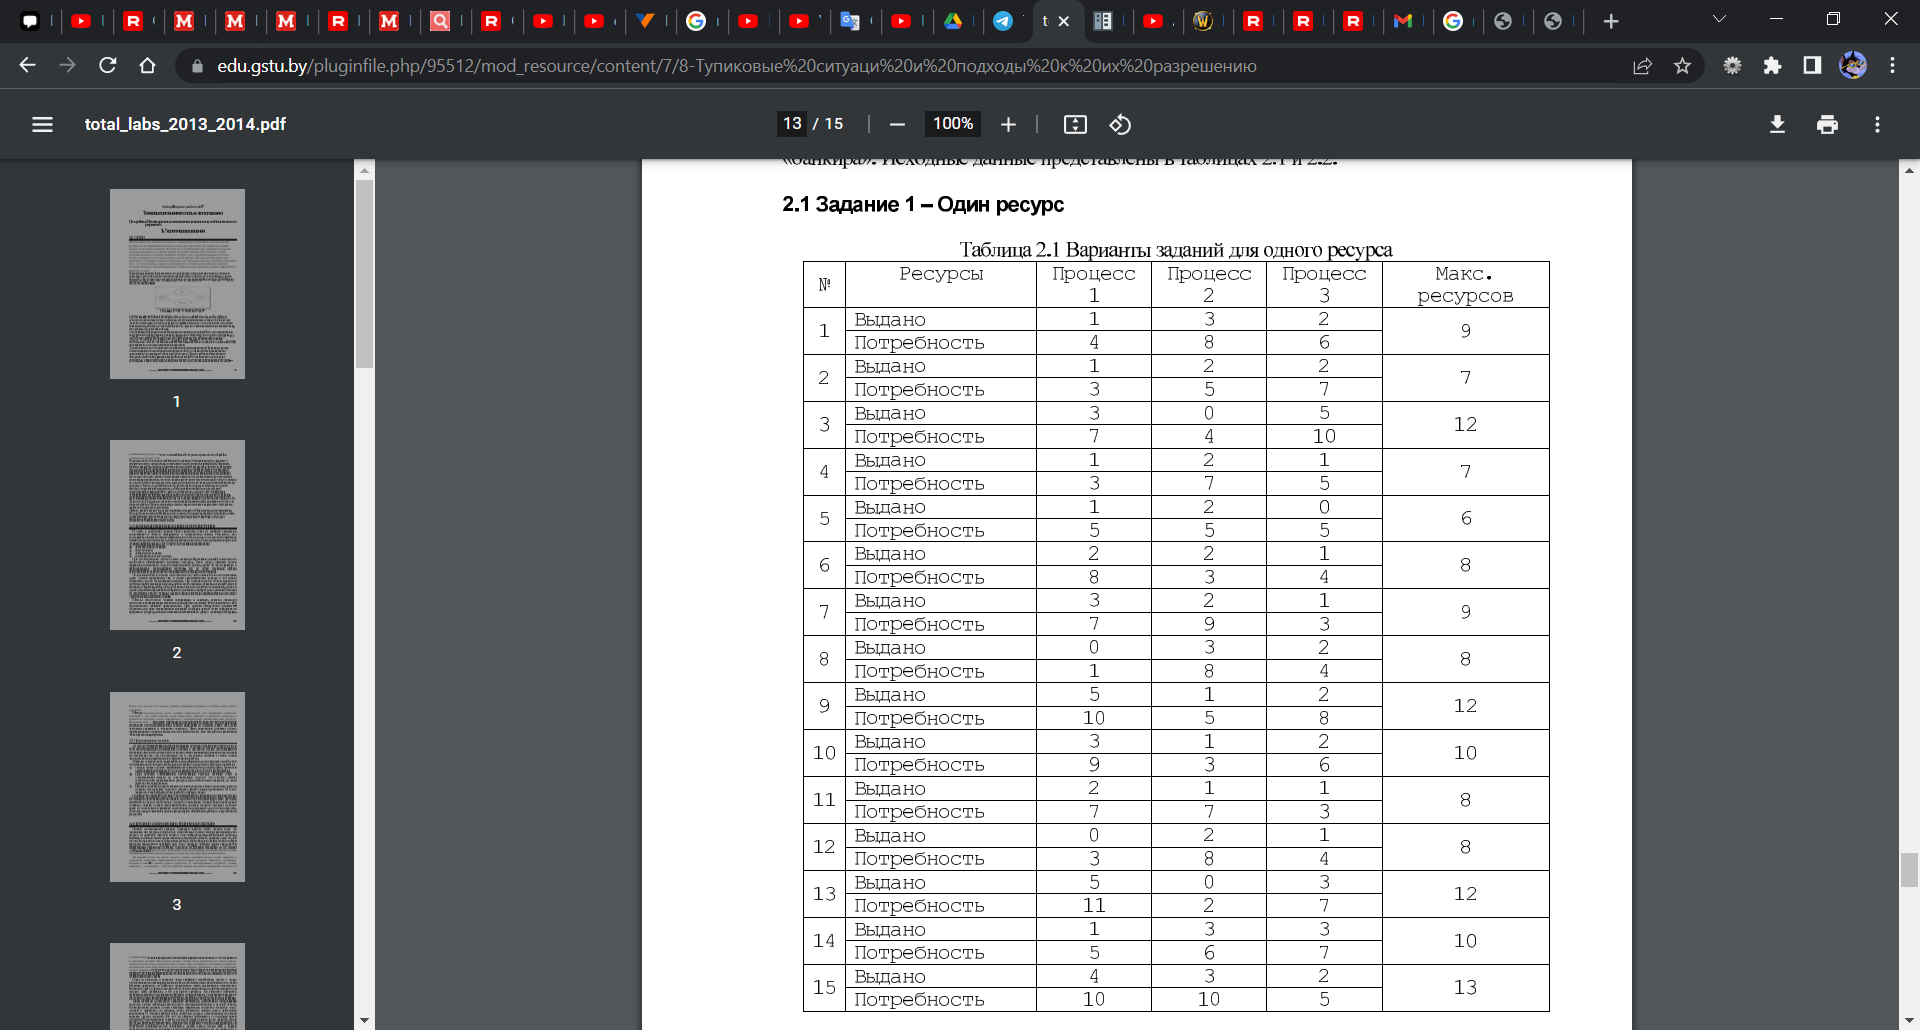 edu.gstu.by/pluginfile.php/95512/mod_resource/content/7/8-Тупиковые%20ситуаци%20и%20подходы%20к%20их%20разрешению
total_labs_2013_2014.pdf
13 / 15
100%
1
2
3
«банкира». Исходные данные представлены в таблицах 2.1 и 2.2.
2.1 Задание 1 – Один ресурс
Таблица 2.1 Варианты заданий для одного ресурса
№ Ресурсы Процесс 1 Процесс 2 Процесс 3 Макс. ресурсов
1 Выдано 1 3 2 9
Потребность 4 8 6
2 Выдано 1 2 2 7
Потребность 3 5 7
3 Выдано 3 0 5 12
Потребность 7 4 10
4 Выдано 1 2 1 7
Потребность 3 7 5
5 Выдано 1 2 0 6
Потребность 5 5 5
6 Выдано 2 2 1 8
Потребность 8 3 4
7 Выдано 3 2 1 9
Потребность 7 9 3
8 Выдано 0 3 2 8
Потребность 1 8 4
9 Выдано 5 1 2 12
Потребность 10 5 8
10 Выдано 3 1 2 10
Потребность 9 3 6
11 Выдано 2 1 1 8
Потребность 7 7 3
12 Выдано 0 2 1 8
Потребность 3 8 4
13 Выдано 5 0 3 12
Потребность 11 2 7
14 Выдано 1 3 3 10
Потребность 5 6 7
15 Выдано 4 3 2 13
Потребность 10 10 5